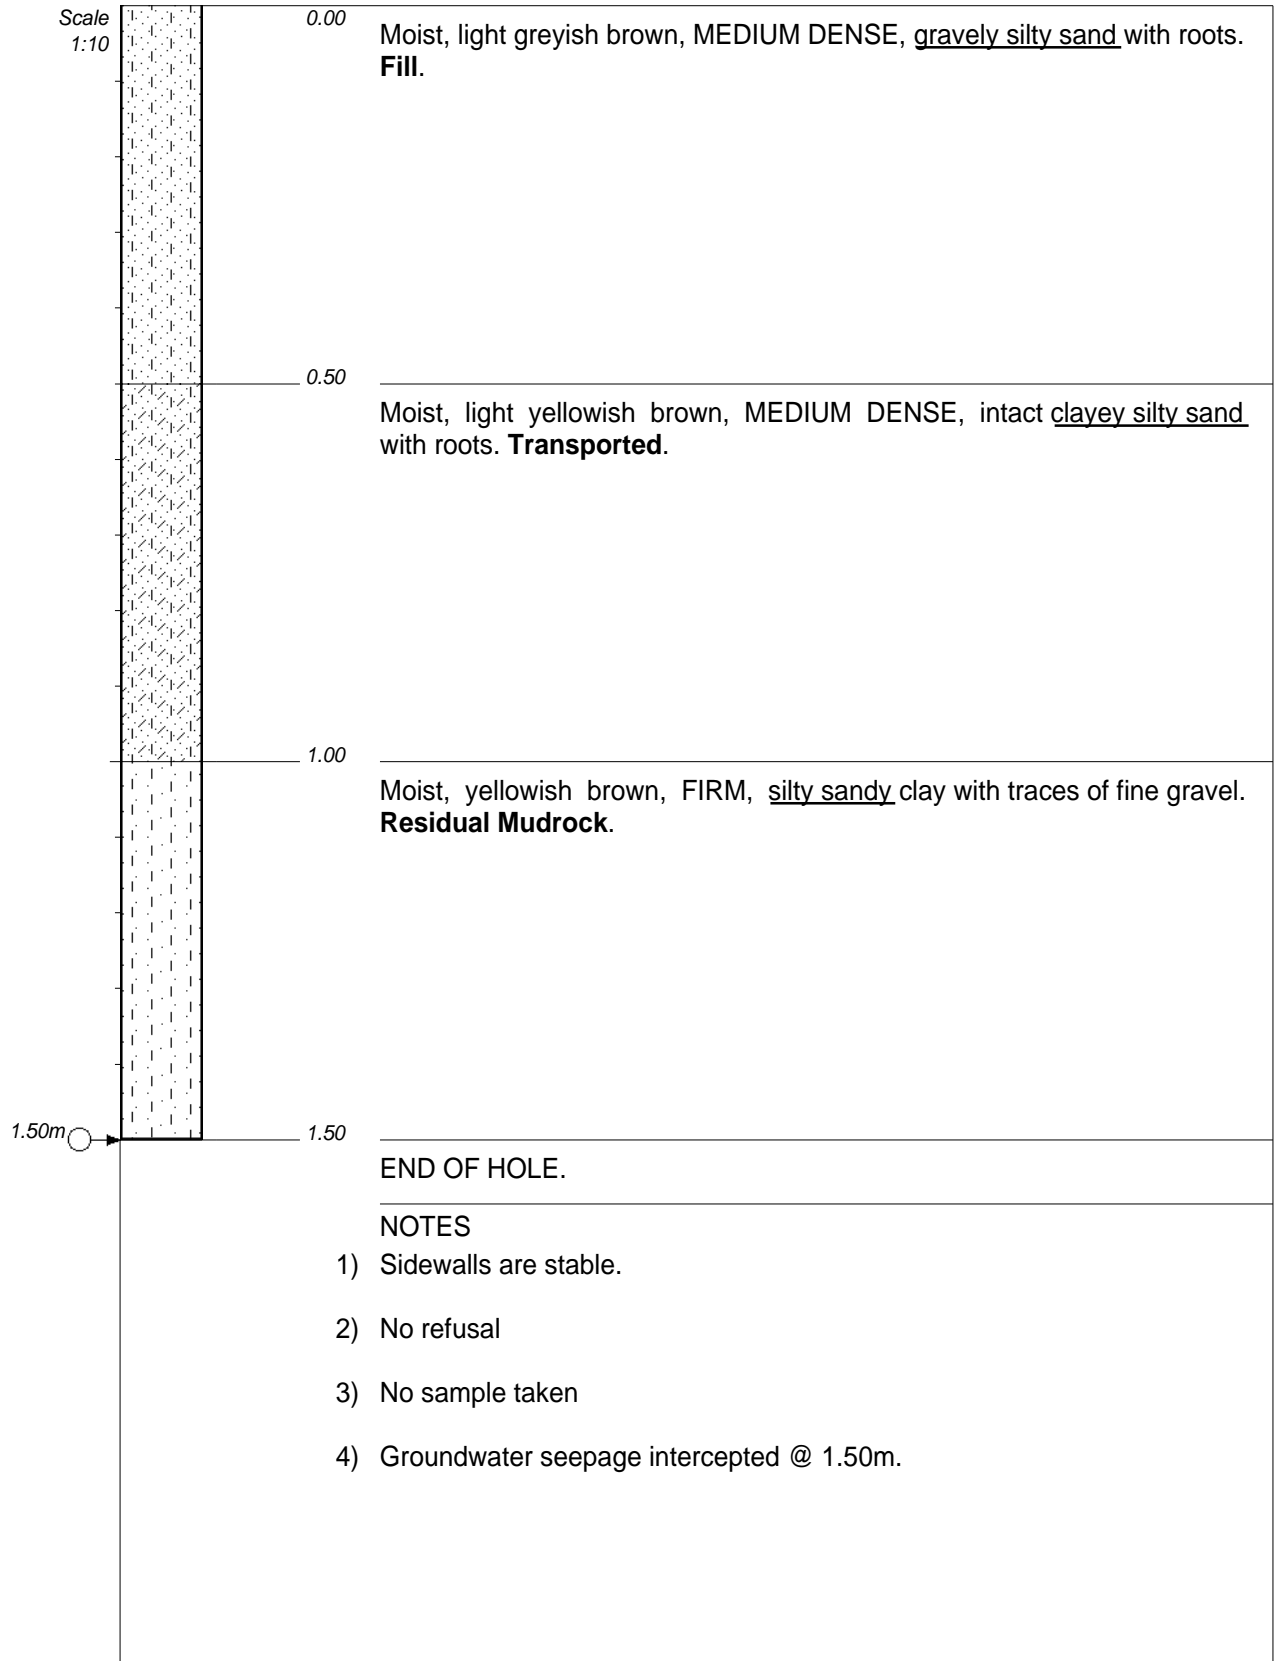 Scale
1:10
0.00
Moist, light greyish brown, MEDIUM DENSE, gravely silty sand with roots.
Fill.
0.50
Moist, light yellowish brown, MEDIUM DENSE, intact clayey silty sand
with roots. Transported.
1.00
Moist, yellowish brown, FIRM, silty sandy clay with traces of fine gravel.
Residual Mudrock.
1.50m
1.50
END OF HOLE.
NOTES
1) Sidewalls are stable.
2) No refusal
3) No sample taken
4) Groundwater seepage intercepted @ 1.50m.